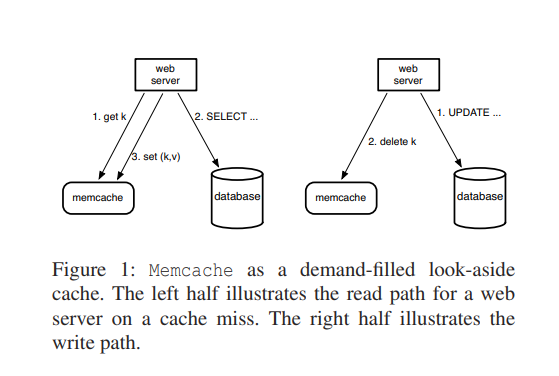 web
server
1. get k
2. SELECT ...
3. set (k,v)
memcache
database
web
server
1. UPDATE ...
2. delete k
memcache
database
Figure 1: Memcache as a demand-filled look-aside
cache. The left half illustrates the read path for a web
server on a cache miss. The right half illustrates the
write path.